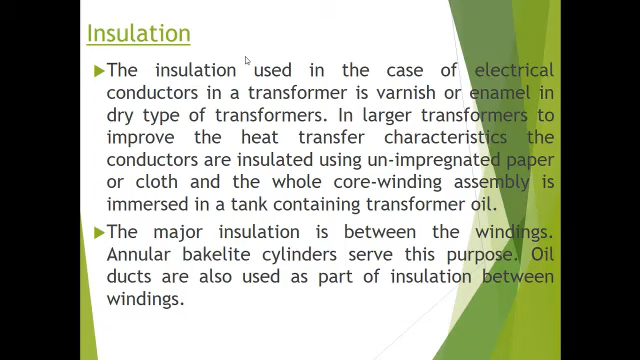 Insulation
The insulation used in the case of electrical
conductors in a transformer is varnish or enamel in
dry type of transformers. In larger transformers to
improve the heat transfer characteristics the
conductors are insulated using un-impregnated paper
or cloth and the whole core-winding assembly is
immersed in a tank containing transformer oil.
The major insulation is between the windings.
Annular bakelite cylinders serve this purpose. Oil
ducts are also used as part of insulation between
windings.